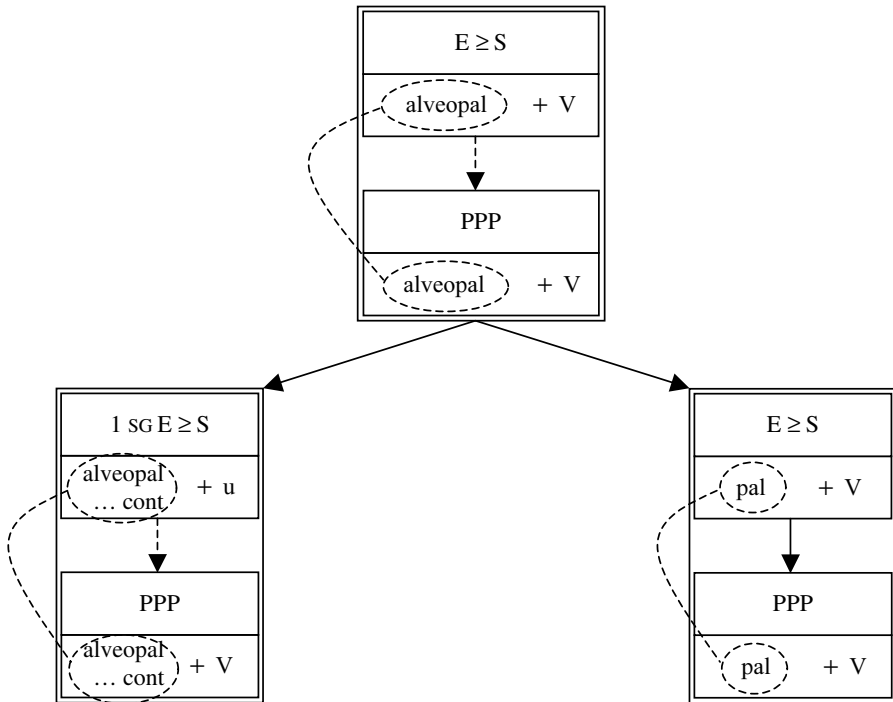 E ≥ S
alveopal + V
PPP
alveopal + V
1 SG E ≥ S
alveopal
... cont + u
PPP
alveopal
... cont + V
E ≥ S
pal + V
PPP
pal + V